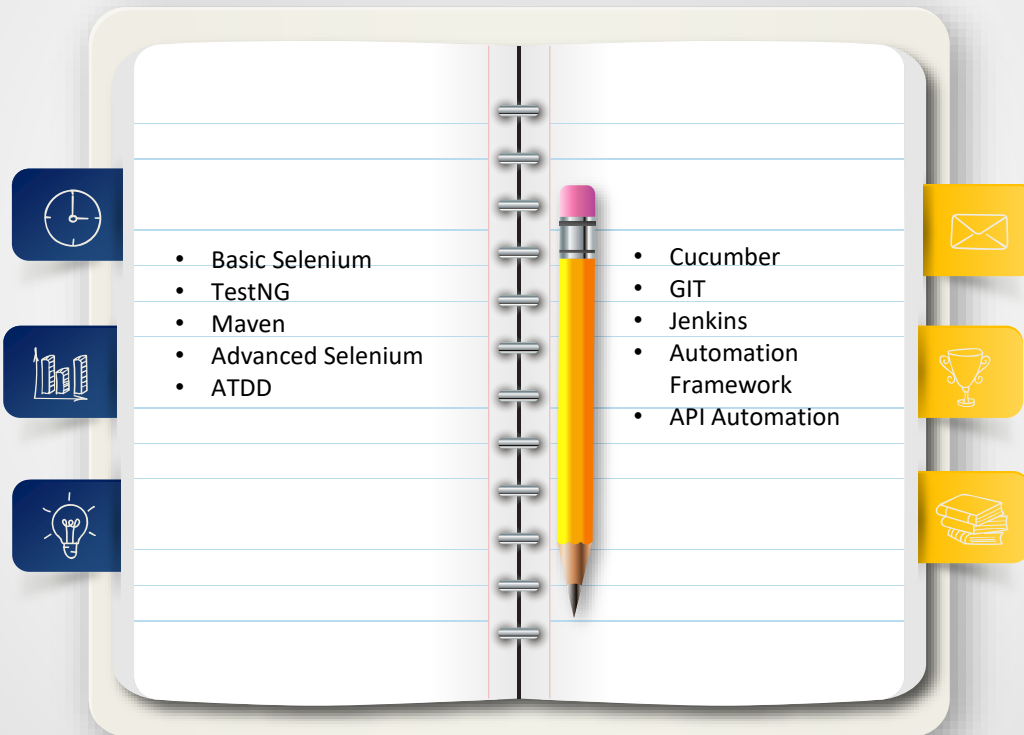 • Basic Selenium
• TestNG
• Maven
• Advanced Selenium
• ATDD
• Cucumber
• GIT
• Jenkins
• Automation
Framework
• API Automation